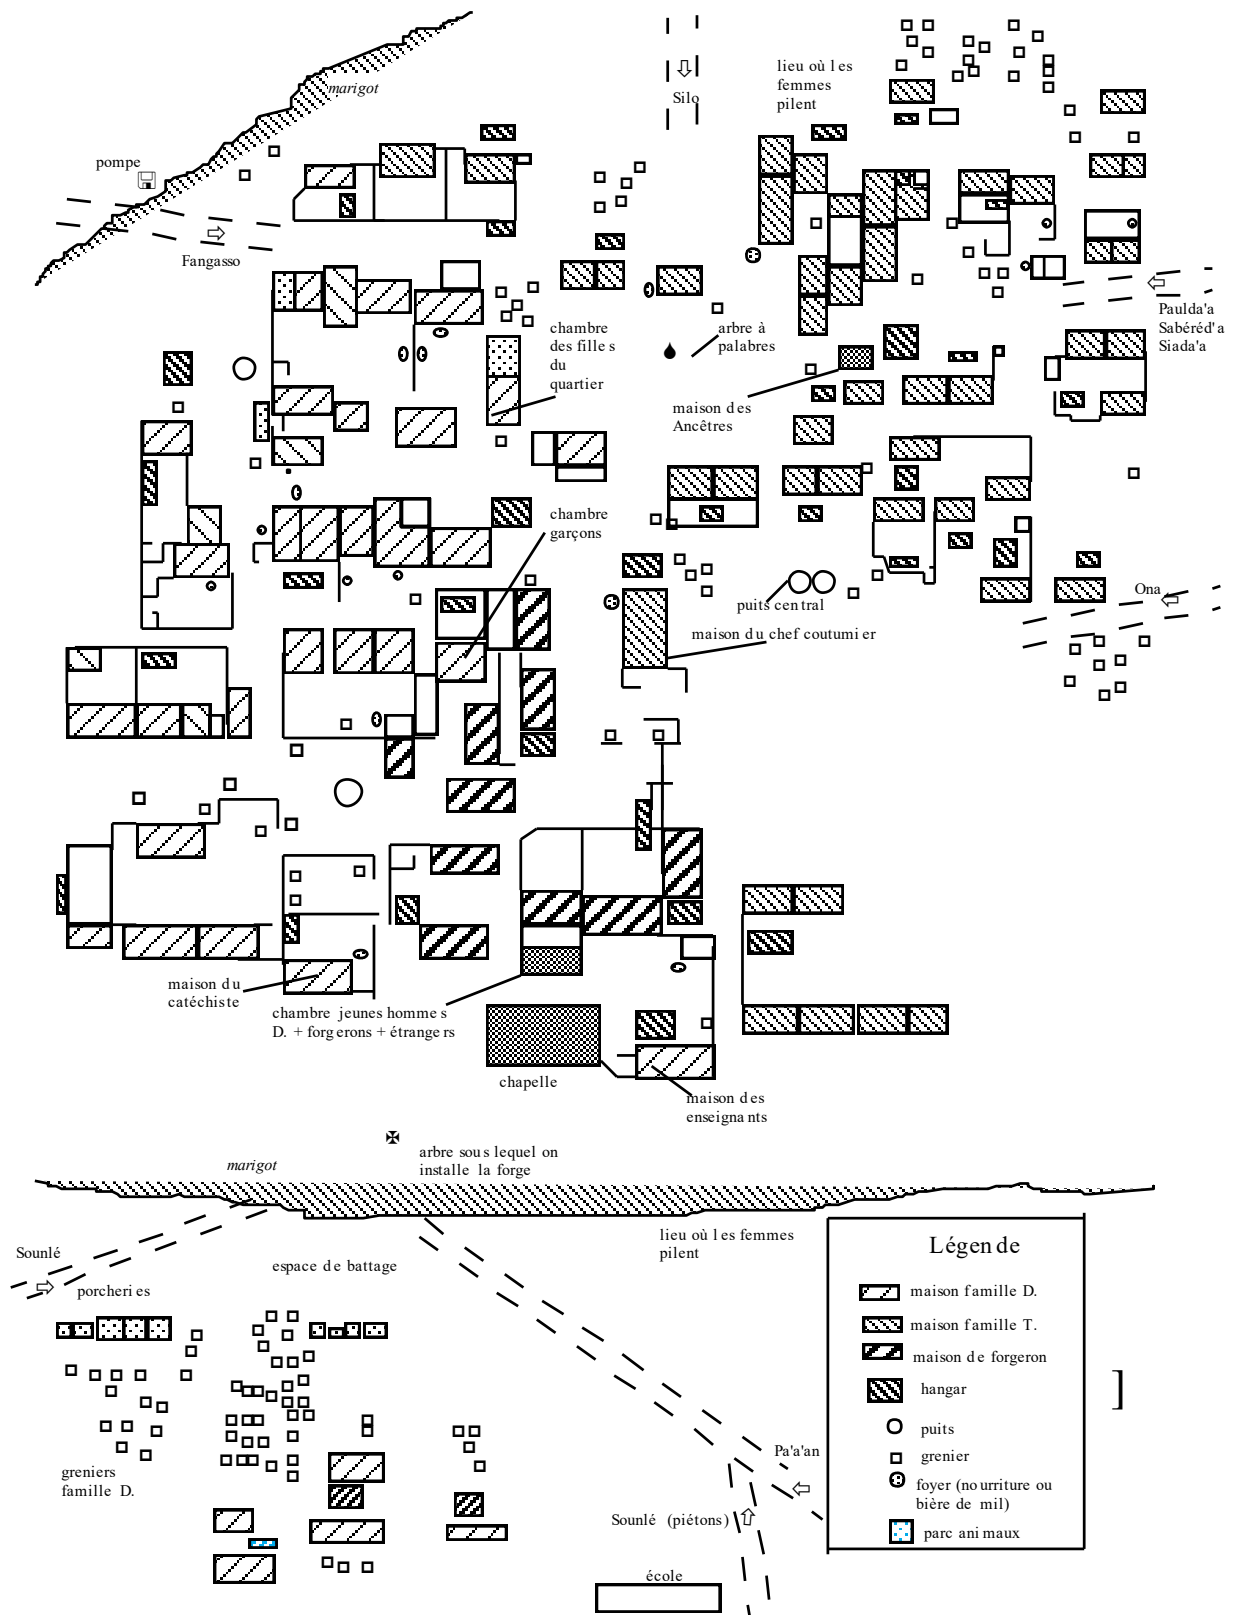 marigot
Silo
lieu où les
femmes
pilent
pompe
Fangasso
Paulda'a
Sabéréd'a
Siada'a
chambre
des filles
du
quartier
arbre à
palabres
maison des
Ancêtres
chambre
garçons
puits central
maison du chef coutumier
Ona
maison du
catéchiste
chambre jeunes hommes
D. + forgerons + étrangers
chapelle
maison des
enseignants
arbre sous lequel on
installe la forge
marigot
lieu où les femmes
pilent
Sounlé
espace de battage
porcheries
greniers
famille D.
Pa'a'an
Sounlé (piétons)
école
Légende
maison famille D.
maison famille T.
maison de forgeron
hangar
puits
grenier
foyer (nourriture ou
bière de mil)
parc animaux
]